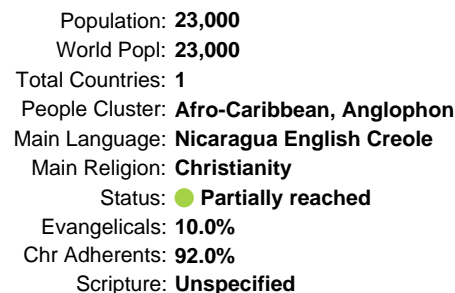 Population: 23,000
World Popl: 23,000
Total Countries: 1
People Cluster: Afro-Caribbean, Anglophon
Main Language: Nicaragua English Creole
Main Religion: Christianity
Status: Partially reached
Evangelicals: 10.0%
Chr Adherents: 92.0%
Scripture: Unspecified